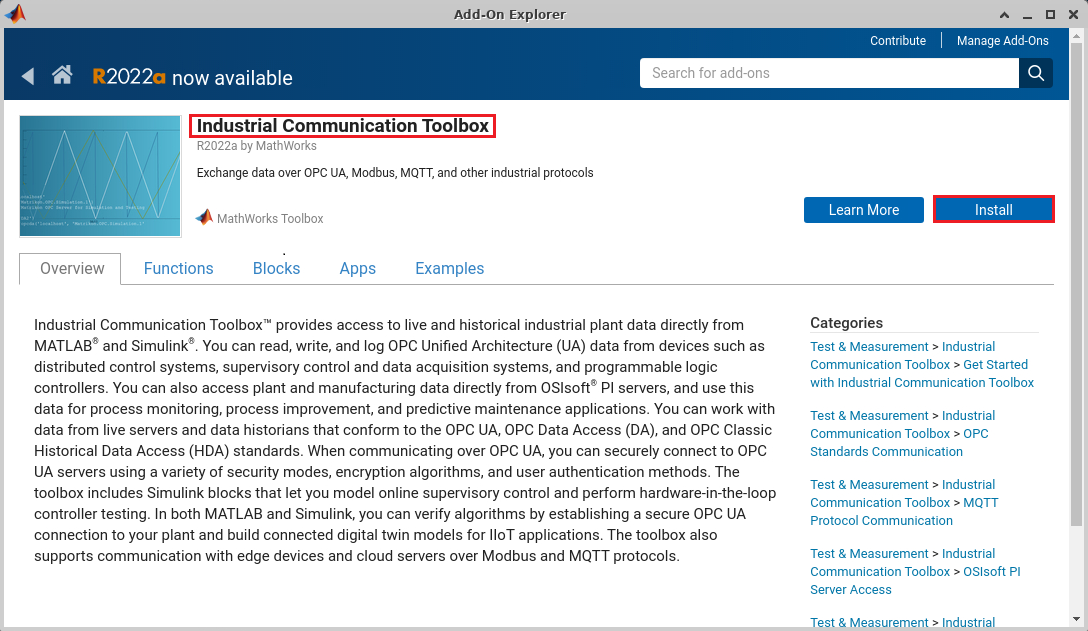 Add-On Explorer
Contribute
Manage Add-Ons
R2022a now available
Search for add-ons
Industrial Communication Toolbox
R2022a by MathWorks
Exchange data over OPC UA, Modbus, MQTT, and other industrial protocols
MathWorks Toolbox
Learn More
Install
Overview
Functions
Blocks
Apps
Examples
Industrial Communication Toolbox™ provides access to live and historical industrial plant data directly from
MATLAB® and Simulink®. You can read, write, and log OPC Unified Architecture (UA) data from devices such as
distributed control systems, supervisory control and data acquisition systems, and programmable logic
controllers. You can also access plant and manufacturing data directly from OSIsoft® PI servers, and use this
data for process monitoring, process improvement, and predictive maintenance applications. You can work with
data from live servers and data historians that conform to the OPC UA, OPC Data Access (DA), and OPC Classic
Historical Data Access (HDA) standards. When communicating over OPC UA, you can securely connect to OPC
UA servers using a variety of security modes, encryption algorithms, and user authentication methods. The
toolbox includes Simulink blocks that let you model online supervisory control and perform hardware-in-the-loop
controller testing. In both MATLAB and Simulink, you can verify algorithms by establishing a secure OPC UA
connection to your plant and build connected digital twin models for IIoT applications. The toolbox also
supports communication with edge devices and cloud servers over Modbus and MQTT protocols.
Categories
Test & Measurement > Industrial
Communication Toolbox > Get Started
with Industrial Communication Toolbox
Test & Measurement > Industrial
Communication Toolbox > OPC
Standards Communication
Test & Measurement > Industrial
Communication Toolbox > MQTT
Protocol Communication
Test & Measurement > Industrial
Communication Toolbox > OSIsoft PI
Server Access
Test & Measurement > Industrial